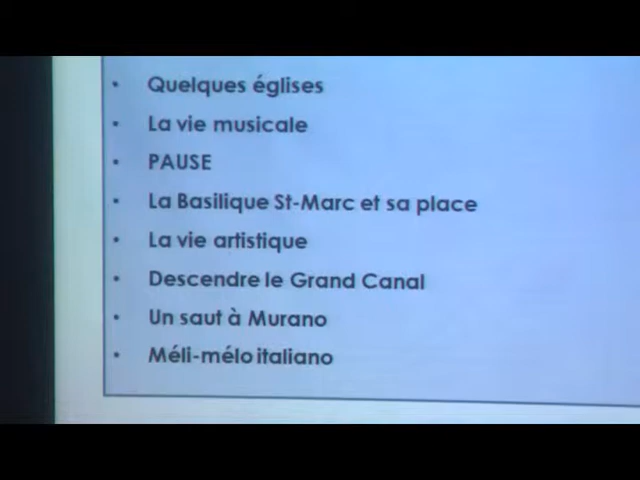 • Quelques églises
• La vie musicale
• PAUSE
• La Basilique St-Marc et sa place
• La vie artistique
• Descendre le Grand Canal
• Un saut à Murano
• Méli-mélo italiano